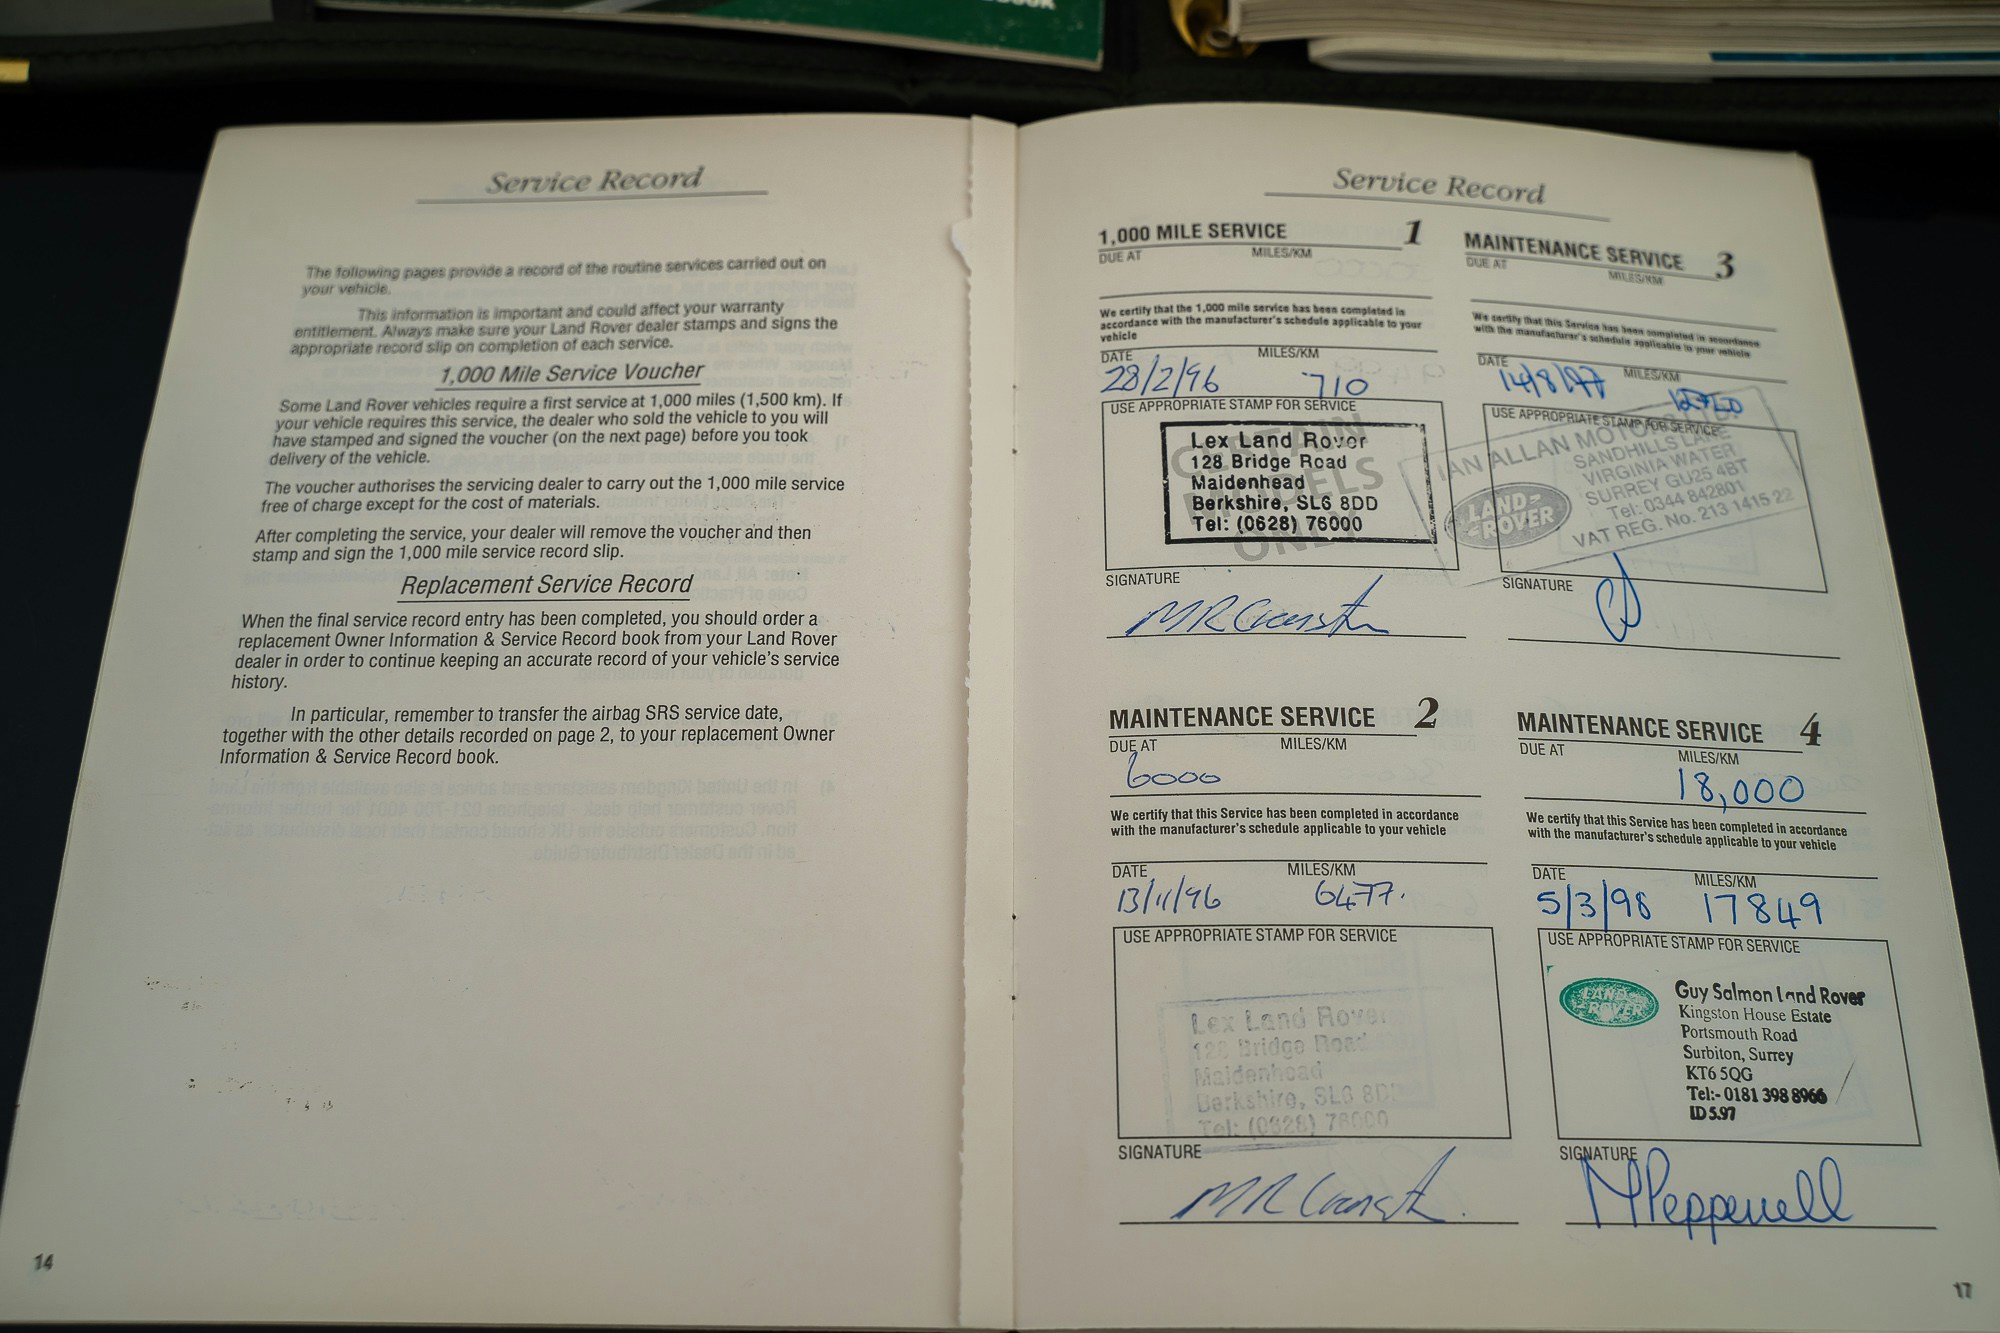 Service Record
The following pages provide a record of the routine services carried out on
your vehicle.
This information is important and could affect your warranty
entitlement. Always make sure your Land Rover dealer stamps and signs the
appropriate record slip on completion of each service.
1,000 Mile Service Voucher
Some Land Rover vehicles require a first service at 1,000 miles (1,500 km). If
your vehicle requires this service, the dealer who sold the vehicle to you will
have stamped and signed the voucher (on the next page) before you took
delivery of the vehicle.
The voucher authorises the servicing dealer to carry out the 1,000 mile service
free of charge except for the cost of materials.
After completing the service, your dealer will remove the voucher and then
stamp and sign the 1,000 mile service record slip.
Replacement Service Record
When the final service record entry has been completed, you should order a
replacement Owner Information & Service Record book from your Land Rover
dealer in order to continue keeping an accurate record of your vehicle's service
history.
In particular, remember to transfer the airbag SRS service date,
together with the other details recorded on page 2, to your replacement Owner
Information & Service Record book.
14
Service Record
1,000 MILE SERVICE 1
DUE AT MILES/KM
We certify that the 1,000 mile service has been completed in
accordance with the manufacturer's schedule applicable to your
vehicle
DATE MILES/KM
28/2/96 710
USE APPROPRIATE STAMP FOR SERVICE
CERTAIN
MODELS
ONLY
Lex Land Rover
128 Bridge Road
Maidenhead
Berkshire, SL6 8DD
Tel: (0628) 76000
SIGNATURE
MAINTENANCE SERVICE 2
DUE AT MILES/KM
6000
We certify that this Service has been completed in accordance
with the manufacturer's schedule applicable to your vehicle
DATE MILES/KM
13/11/96 6477.
USE APPROPRIATE STAMP FOR SERVICE
Lex Land Rover
128 Bridge Road
Maidenhead
Berkshire, SL6 8DD
Tel: (0628) 76000
SIGNATURE
MAINTENANCE SERVICE 3
DUE AT MILES/KM
We certify that this Service has been completed in accordance
with the manufacturer's schedule applicable to your vehicle
DATE MILES/KM
14/8/97
USE APPROPRIATE STAMP FOR SERVICE
IAN ALLAN MOTORS
SANDHILLS LANE
VIRGINIA WATER
SURREY GU25 4BT
Tel: 0344 842801
VAT REG. No. 213 1415 22
LAND-
ROVER
SIGNATURE
MAINTENANCE SERVICE 4
DUE AT MILES/KM
18,000
We certify that this Service has been completed in accordance
with the manufacturer's schedule applicable to your vehicle
DATE MILES/KM
5/3/98 17849
USE APPROPRIATE STAMP FOR SERVICE
LAND-
ROVER
Guy Salmon Land Rover
Kingston House Estate
Portsmouth Road
Surbiton, Surrey
KT6 5QG
Tel:- 0181 398 8966
LD 5.97
SIGNATURE
Peppenell
17